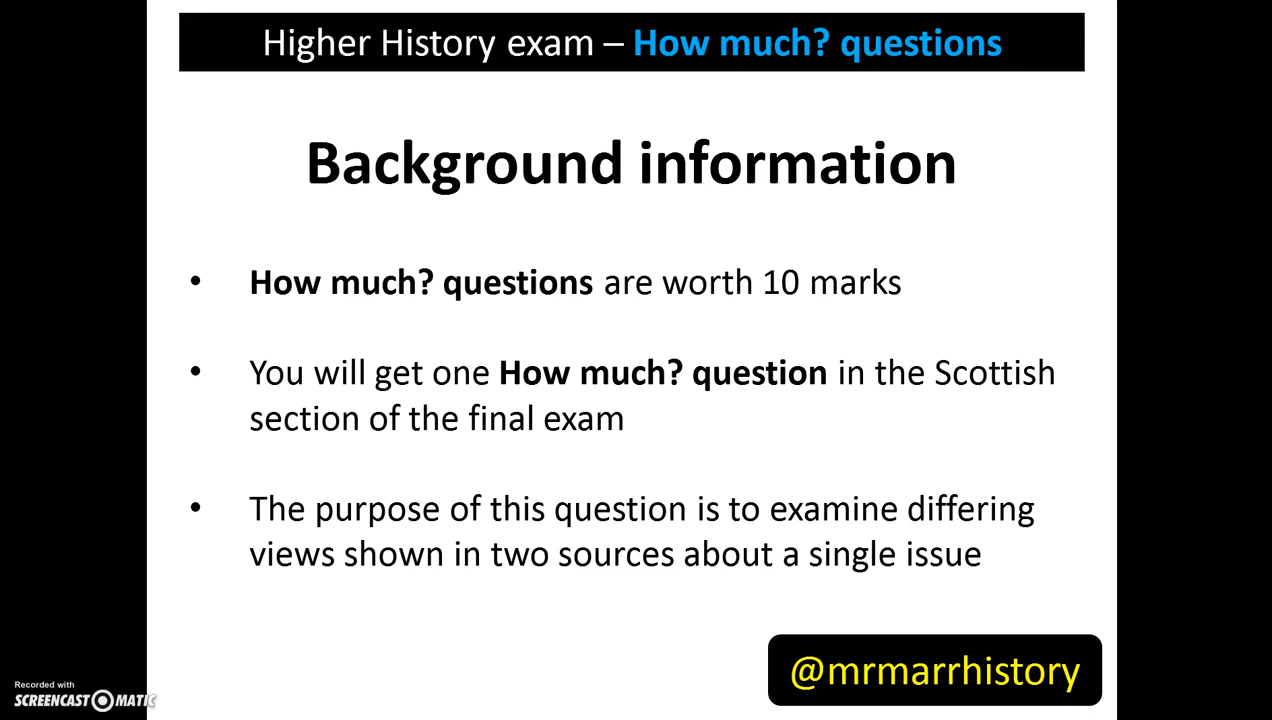 Higher History exam – How much? questions
Background information
• How much? questions are worth 10 marks
• You will get one How much? question in the Scottish
section of the final exam
• The purpose of this question is to examine differing
views shown in two sources about a single issue
@mrmarrhistory
Recorded with
SCREENCAST MATIC